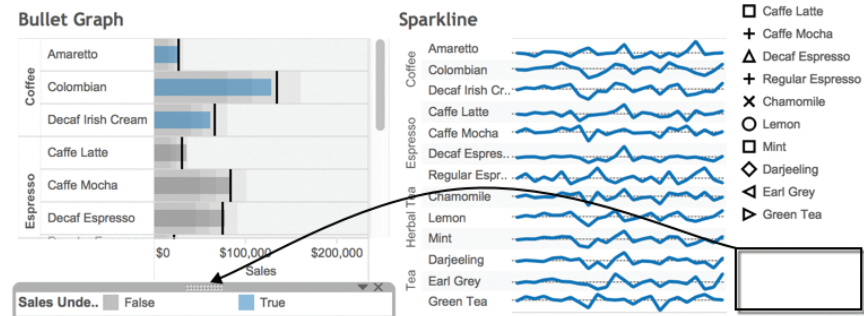 Bullet Graph
Coffee
Amaretto
Colombian
Decaf Irish Cream
Espresso
Caffe Latte
Caffe Mocha
Decaf Espresso
$0 $100,000 $200,000
Sales
Sales Unde.. False True
Sparkline
Coffee
Amaretto
Colombian
Decaf Irish Cr..
Espresso
Caffe Latte
Caffe Mocha
Decaf Espres..
Regular Espr..
Herbal Tea
Chamomile
Lemon
Mint
Tea
Darjeeling
Earl Grey
Green Tea
Caffe Latte
Caffe Mocha
Decaf Espresso
Regular Espresso
Chamomile
Lemon
Mint
Darjeeling
Earl Grey
Green Tea